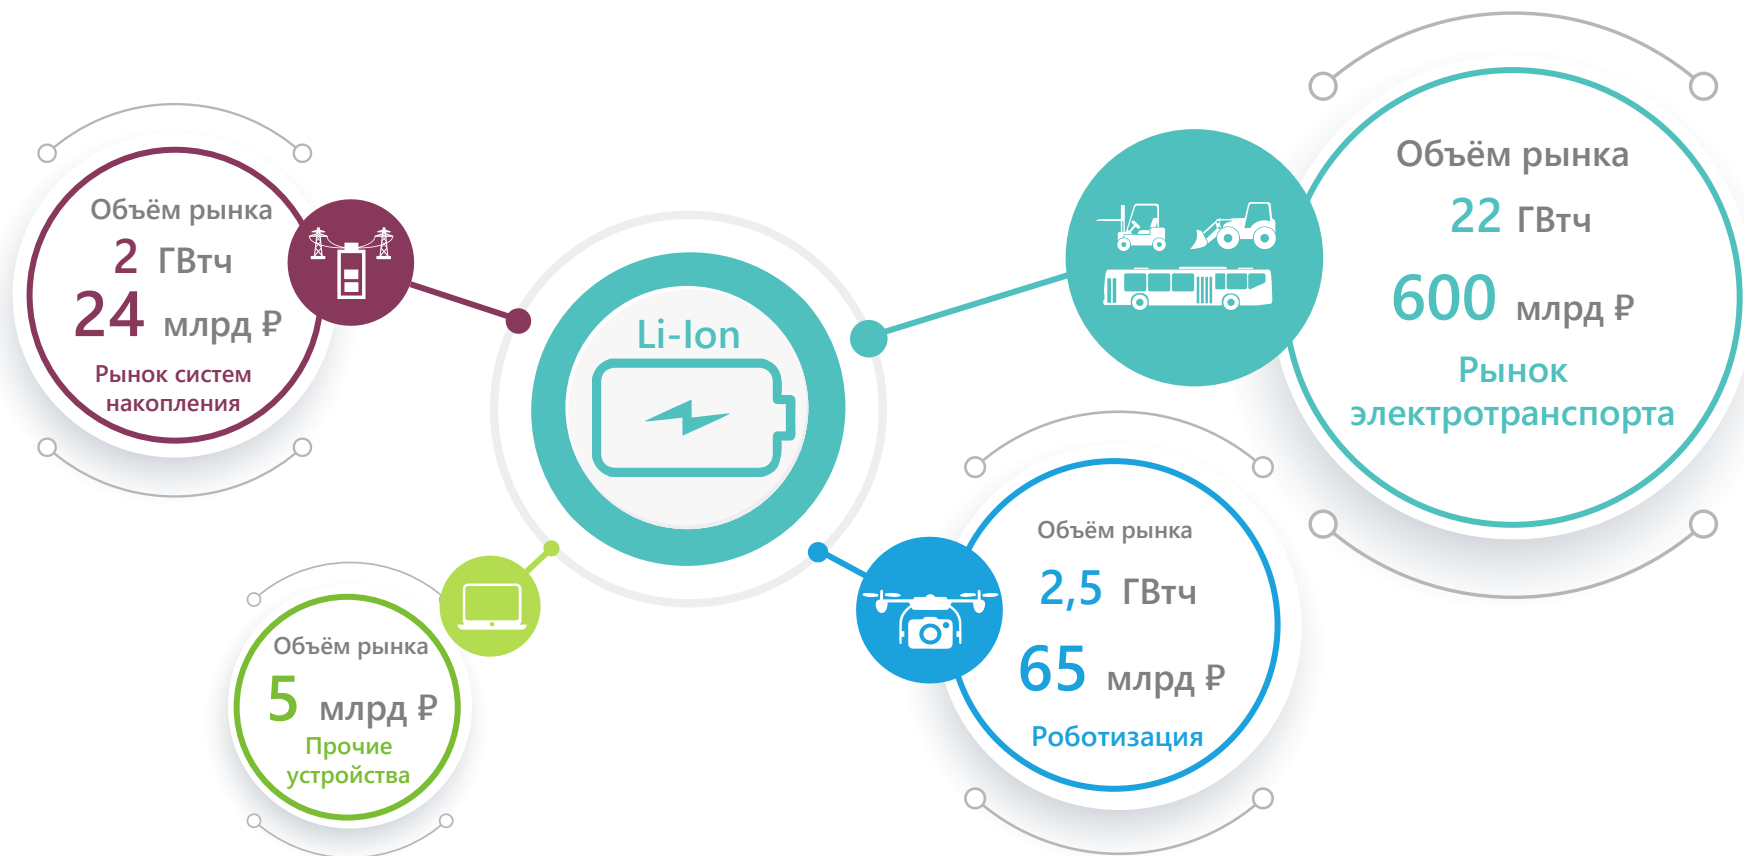 Объём рынка
2 ГВтч
24 млрд ₽
Рынок систем
накопления
Li-Ion
Объём рынка
22 ГВтч
600 млрд ₽
Рынок
электротранспорта
Объём рынка
5 млрд ₽
Прочие
устройства
Объём рынка
2,5 ГВтч
65 млрд ₽
Роботизация